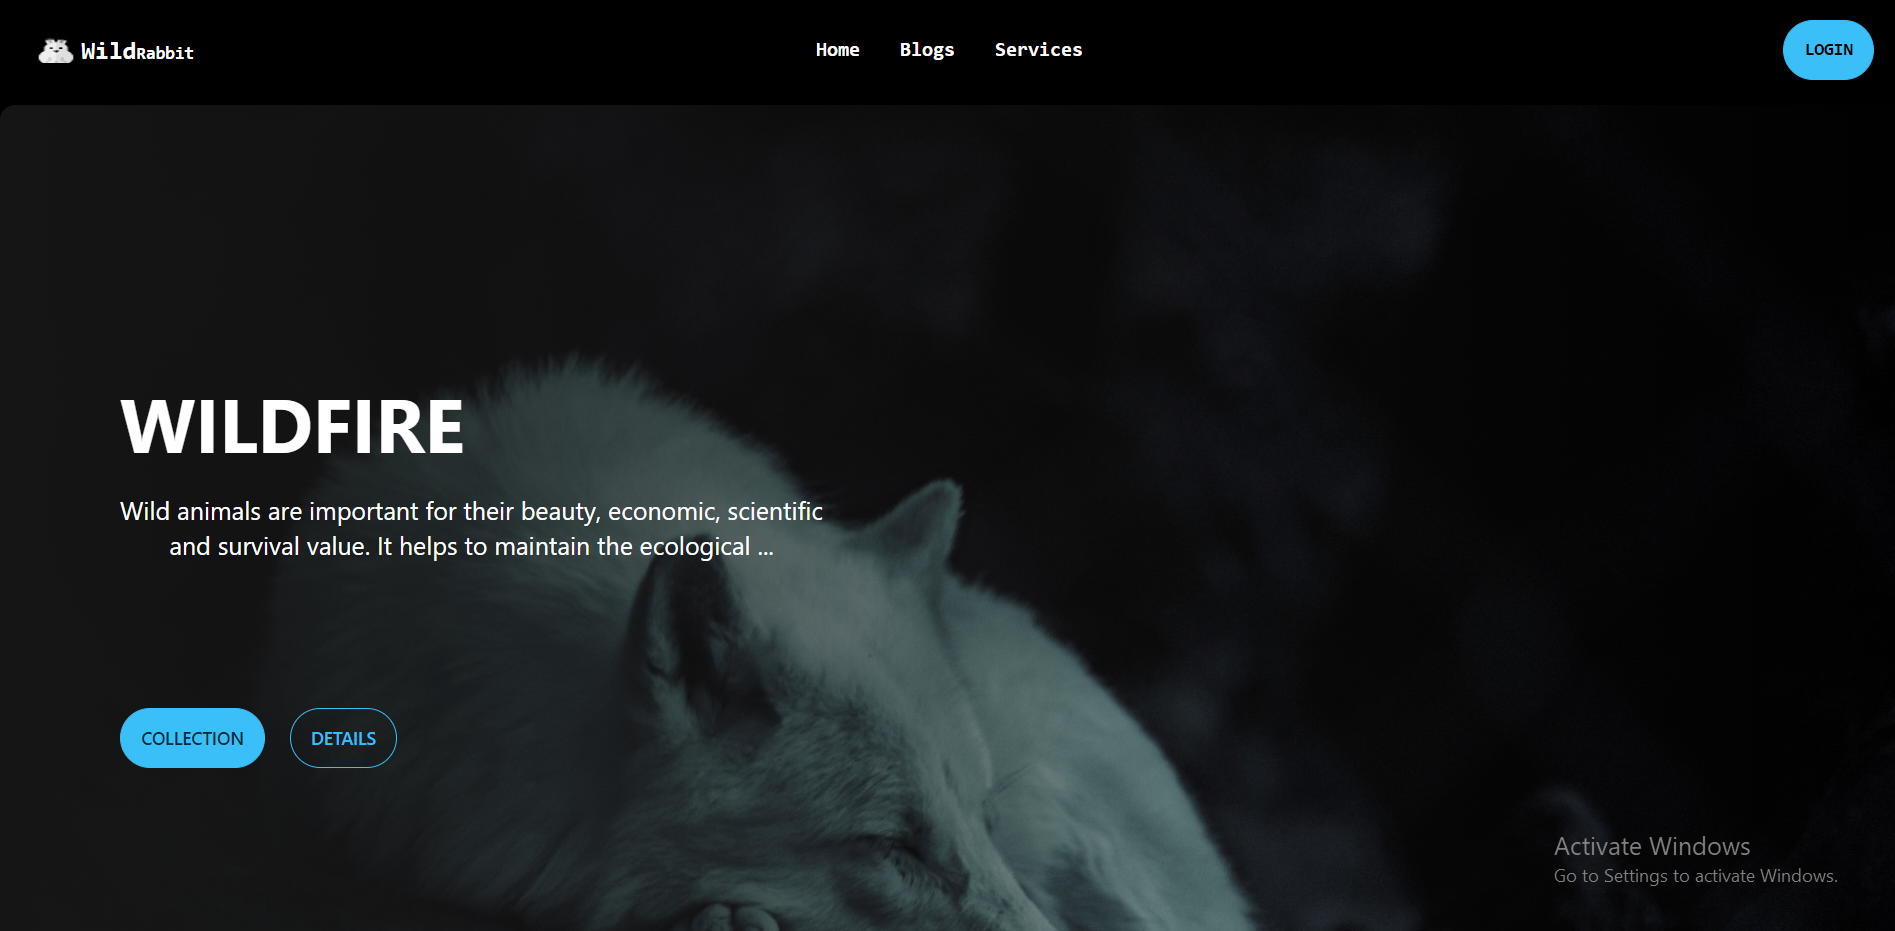 WildRabbit
Home Blogs Services
LOGIN
WILDFIRE
Wild animals are important for their beauty, economic, scientific
and survival value. It helps to maintain the ecological ...
COLLECTION DETAILS
Activate Windows
Go to Settings to activate Windows.